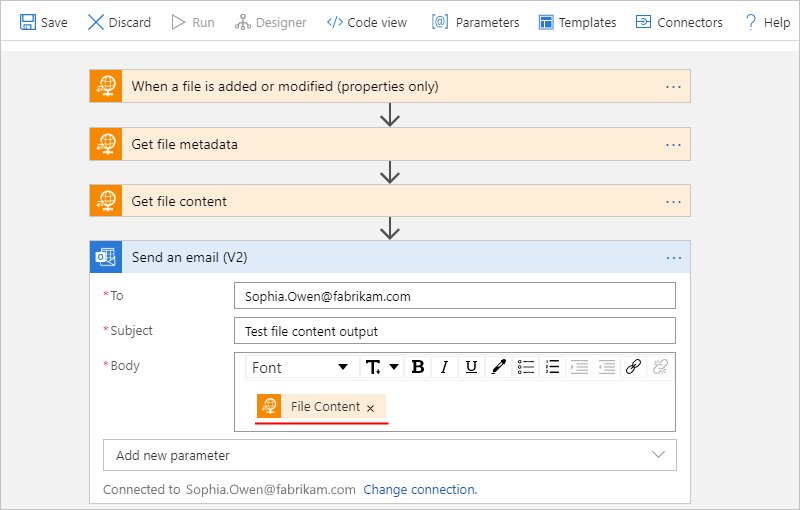 Save Discard Run Designer Code view Parameters Templates Connectors Help
When a file is added or modified (properties only) ...
Get file metadata ...
Get file content ...
Send an email (V2) ...
* To Sophia.Owen@fabrikam.com
* Subject Test file content output
* Body Font T B I U
File Content ×
Add new parameter
Connected to Sophia.Owen@fabrikam.com Change connection.